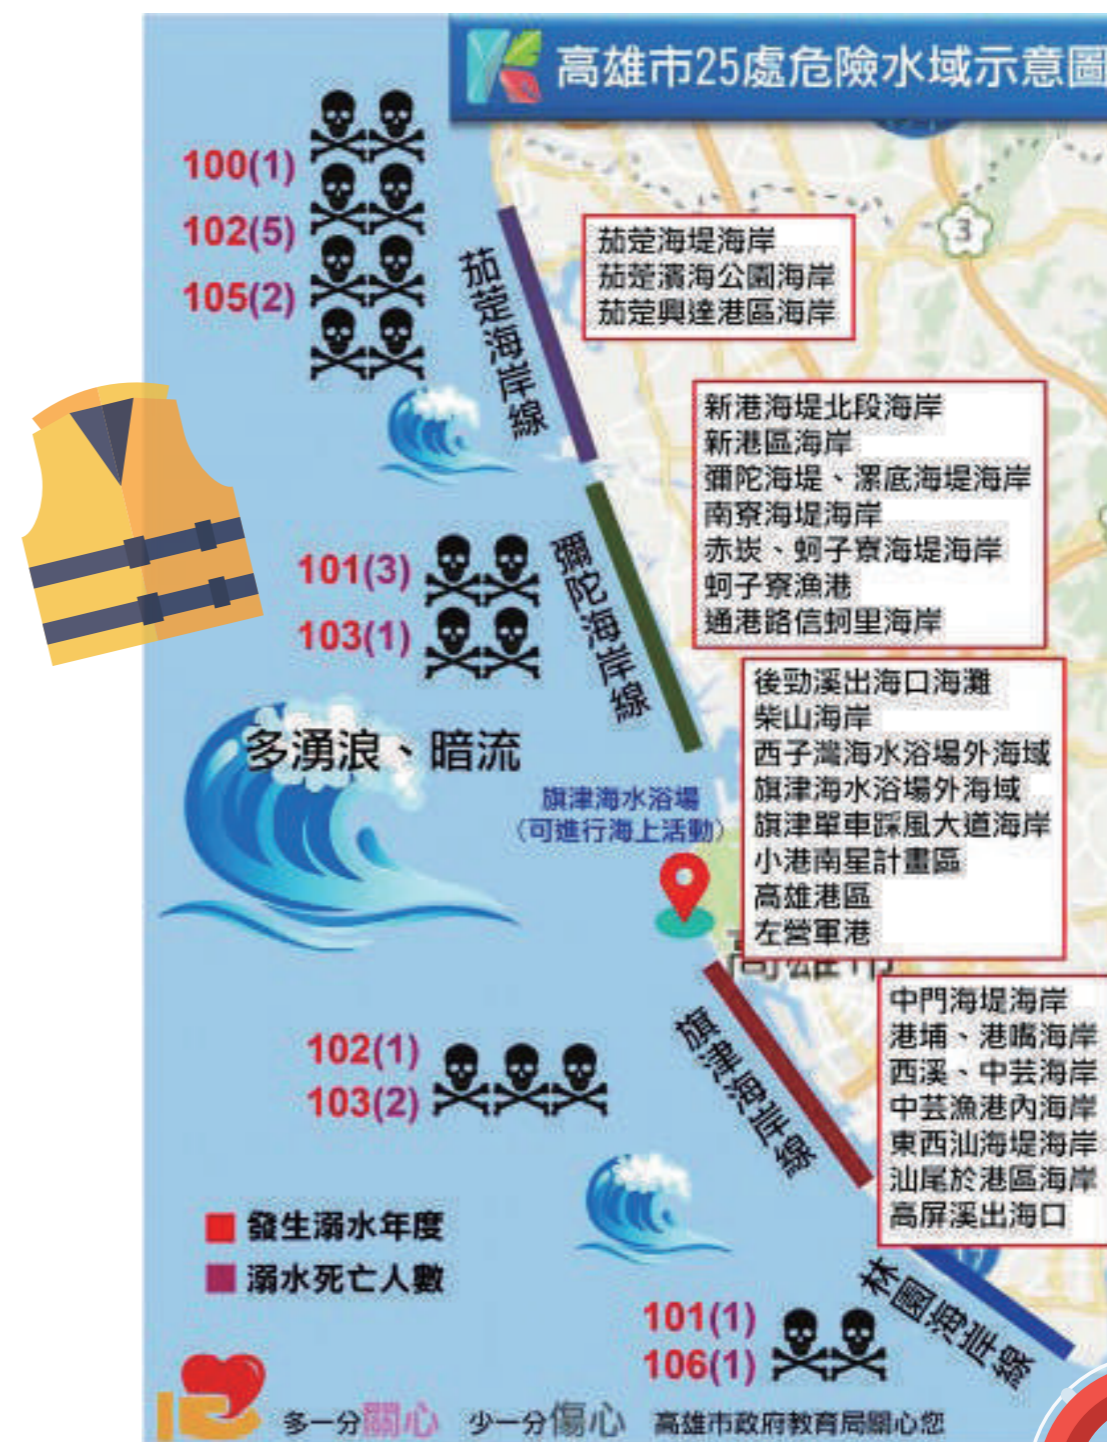 高雄市25處危險水域示意圖
100(1)
102(5)
105(2)
茄萣海岸線
3
茄萣海堤海岸
茄萣濱海公園海岸
茄萣興達港區海岸
新港海堤北段海岸
新港區海岸
彌陀海堤、漯底海堤海岸
南寮海堤海岸
赤崁、蚵子寮海堤海岸
蚵子寮漁港
通港路信蚵里海岸
101(3)
103(1)
彌陀海岸線
多湧浪、暗流
旗津海水浴場
(可進行海上活動)
後勁溪出海口海灘
柴山海岸
西子灣海水浴場外海域
旗津海水浴場外海域
旗津單車踩風大道海岸
小港南星計畫區
高雄港區
左營軍港
高雄市
102(1)
103(2)
旗津海岸線
中門海堤海岸
港埔、港嘴海岸
西溪、中芸海岸
中芸漁港內海岸
東西汕海堤海岸
汕尾於港區海岸
高屏溪出海口
發生溺水年度
溺水死亡人數
101(1)
106(1)
林園海岸線
多一分關心 少一分傷心 高雄市政府教育局關心您